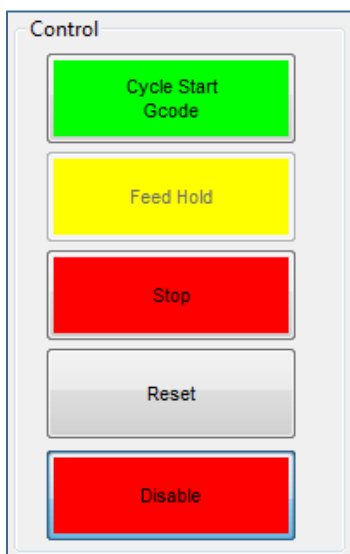 Control
Cycle Start
Gcode
Feed Hold
Stop
Reset
Disable